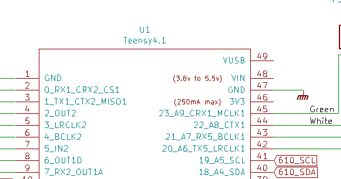 U1
Teensy4.1
VUSB 49
1 GND (3.6v to 5.5v) VIN 48
2 0_RX1_CRX2_CS1 GND 47
3 1_TX1_CTX2_MISO1 (250mA max) 3V3 46
4 2_OUT2 23_A9_CRX1_MCLK1 45 Green
5 3_LRCLK2 22_A8_CTX1 44 White
6 4_BCLK2 21_A7_RX5_BCLK1 43
7 5_IN2 20_A6_TX5_LRCLK1 42
8 6_OUT1D 19_A5_SCL 41 610_SCL
9 7_RX2_OUT1A 18_A4_SDA 40 610_SDA